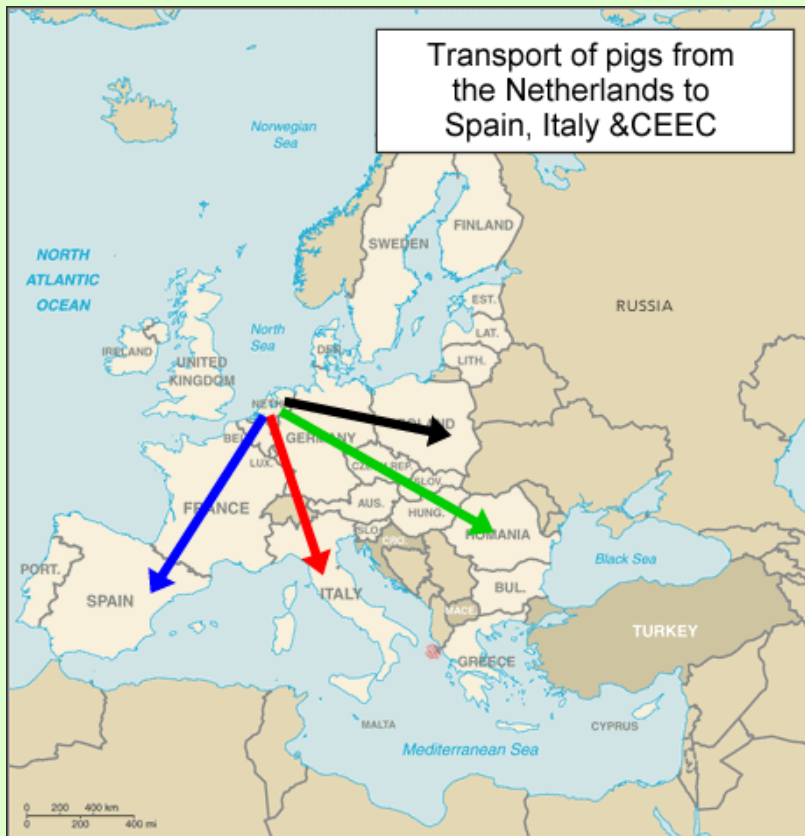 Transport of pigs from
the Netherlands to
Spain, Italy &CEEC
Norwegian
Sea
FINLAND
SWEDEN
NORTH
ATLANTIC
OCEAN
RUSSIA
EST.
North
Sea
LAT.
IRELAND
DEN.
LITH.
UNITED
KINGDOM
NETH.
BEL.
GERMANY
LUX.
CZECH REP.
SLOV.
FRANCE
AUS.
HUNG.
SLO.
ROMANIA
CRO.
Black Sea
PORT.
SPAIN
ITALY
BUL.
MACE.
TURKEY
GREECE
MALTA
CYPRUS
Mediterranean Sea
0 200 400 km
0 200 400 mi